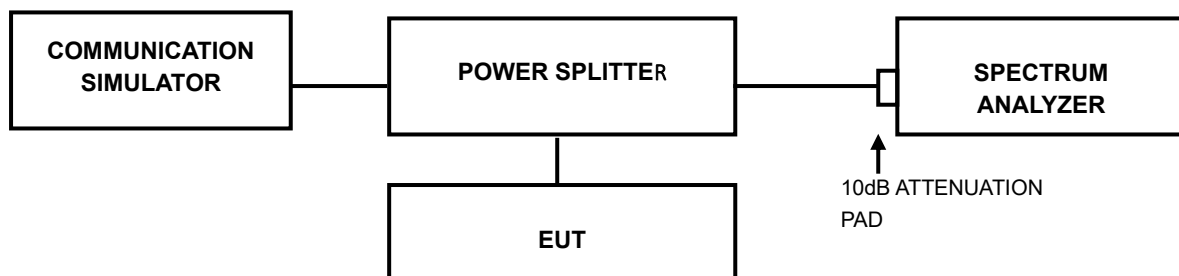 COMMUNICATION
SIMULATOR
POWER SPLITTER
SPECTRUM
ANALYZER
10dB ATTENUATION
PAD
EUT